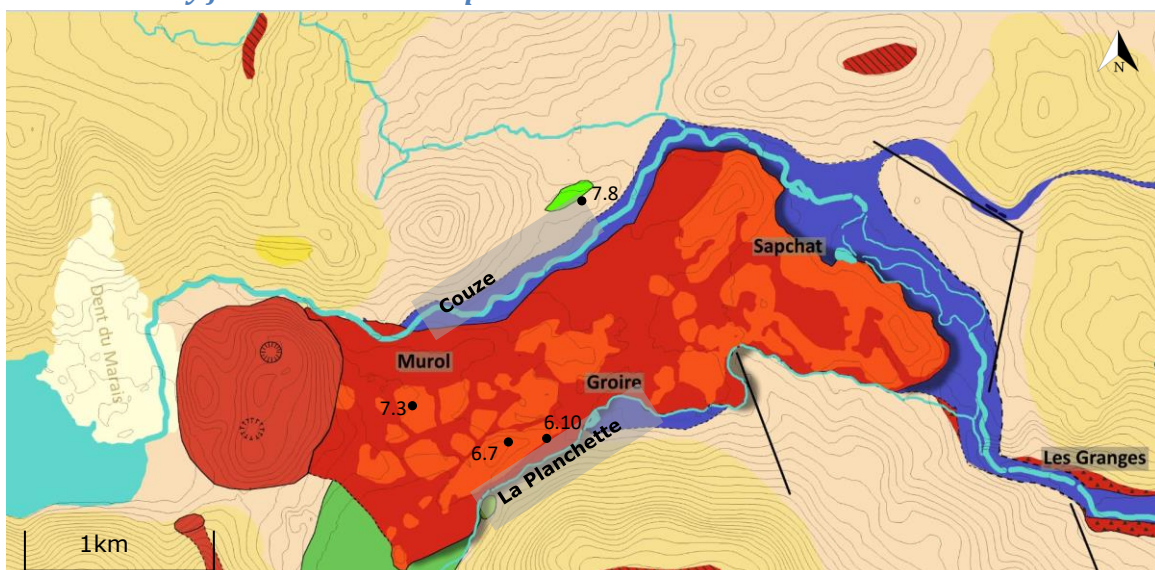 N
7.8
Couze
Sapchat
Dent du Marais
Murol
Groire
7.3
6.10
6.7
La Planchette
Les Granges
1km